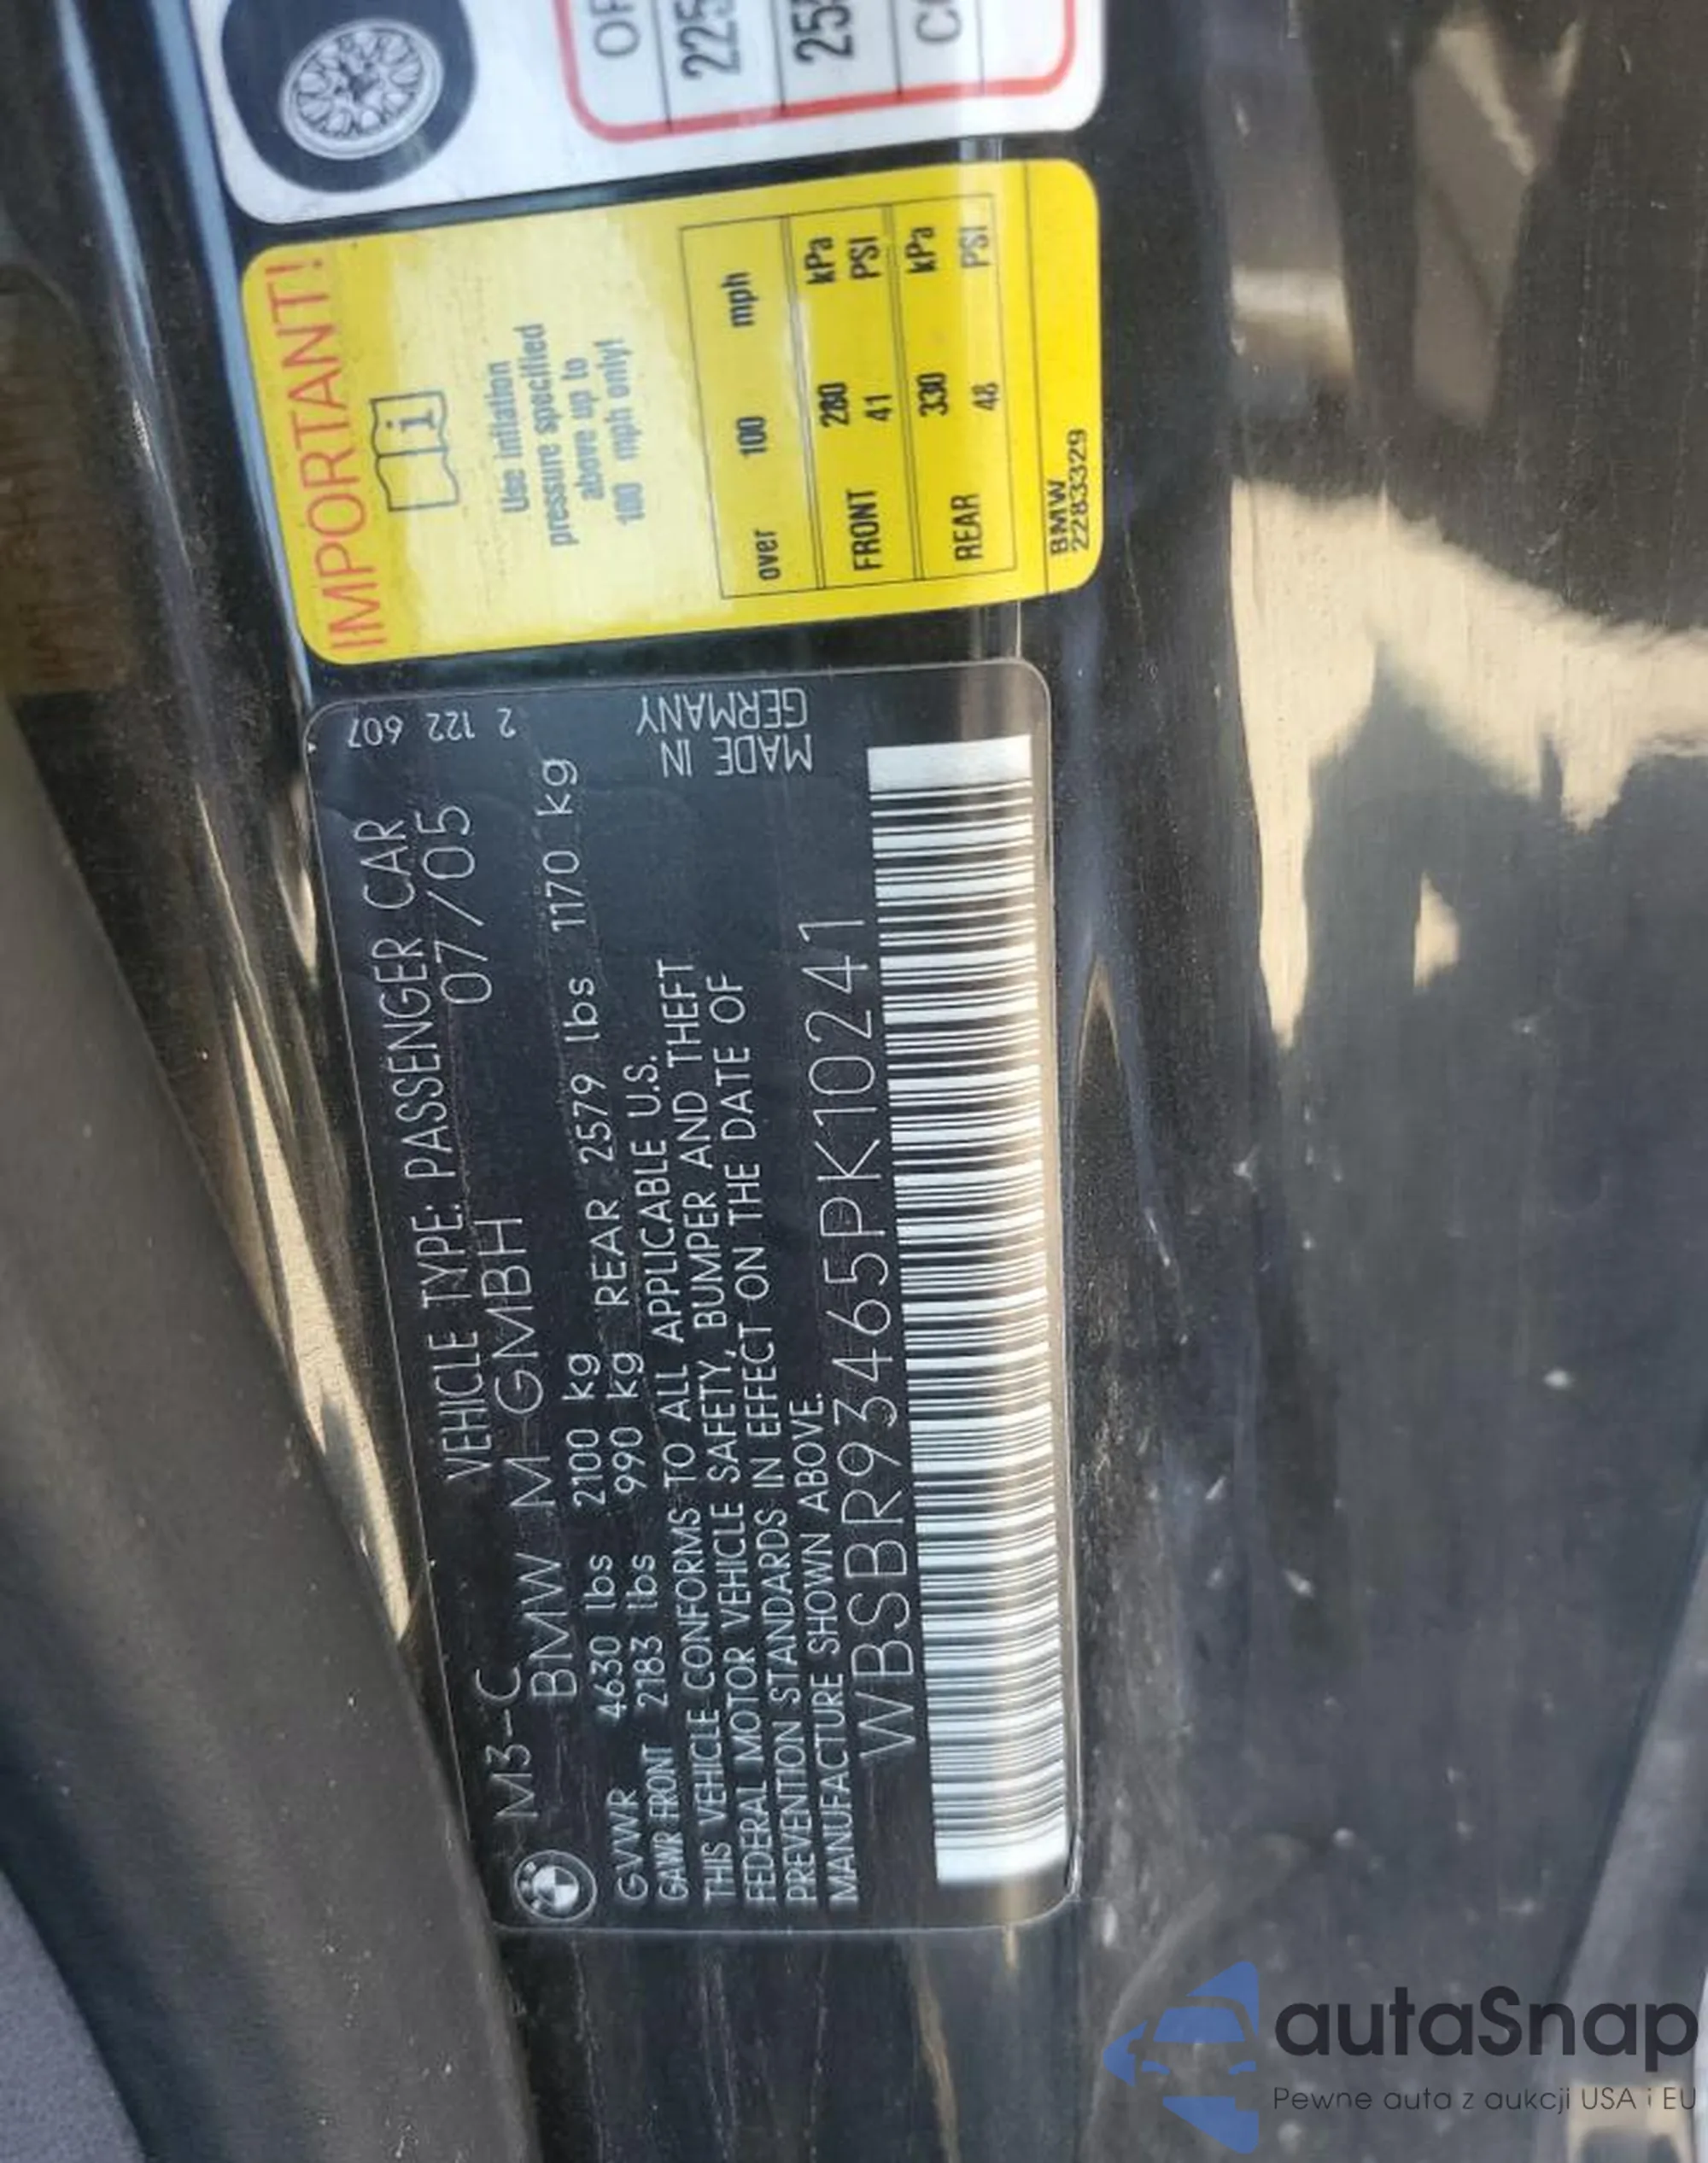 OF
225
255
C
IMPORTANT!
i
Use inflation
pressure specified
above up to
100 mph only!
over 100 mph
FRONT 280 kPa
41 PSI
REAR 330 kPa
48 PSI
BMW
2283329
M3-C VEHICLE TYPE: PASSENGER CAR
BMW M GMBH 07/05
GVWR 4630 lbs 2100 kg
GAWR FRONT 2183 lbs 990 kg REAR 2579 lbs 1170 kg
THIS VEHICLE CONFORMS TO ALL APPLICABLE U.S.
FEDERAL MOTOR VEHICLE SAFETY, BUMPER AND THEFT
PREVENTION STANDARDS IN EFFECT ON THE DATE OF
MANUFACTURE SHOWN ABOVE.
WBSBR93465PK10241
2 122 607
MADE IN
GERMANY
autaSnap
Pewne auta z aukcji USA i EU